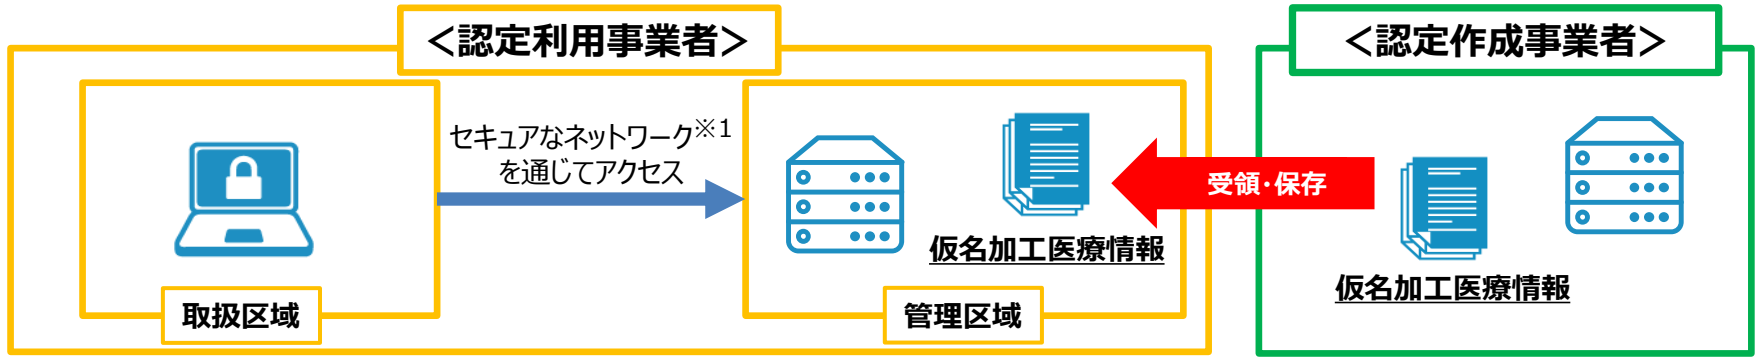 ＜認定利用事業者＞
セキュアなネットワーク※1
を通じてアクセス
仮名加工医療情報
取扱区域
管理区域
受領・保存
＜認定作成事業者＞
仮名加工医療情報